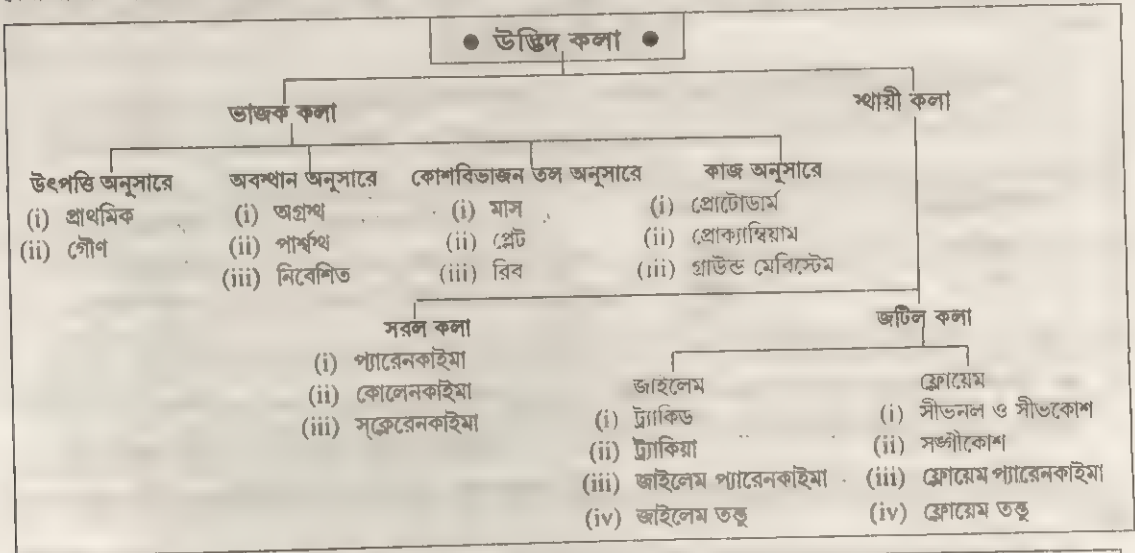 ● উদ্ভিদ কলা ●
ভাজক কলা
স্থায়ী কলা
উৎপত্তি অনুসারে
(i) প্রাথমিক
(ii) গৌণ
অবস্থান অনুসারে
(i) অগ্রস্থ
(ii) পার্শ্বস্থ
(iii) নিবেশিত
কোশবিভাজন তল অনুসারে
(i) মাস
(ii) প্লেট
(iii) রিব
কাজ অনুসারে
(i) প্রোটোডার্ম
(ii) প্রোক্যাম্বিয়াম
(iii) গ্রাউন্ড মেরিস্টেম
সরল কলা
(i) প্যারেনকাইমা
(ii) কোলেনকাইমা
(iii) স্ক্লেরেনকাইমা
জটিল কলা
জাইলেম
(i) ট্র্যাকিড
(ii) ট্র্যাকিয়া
(iii) জাইলেম প্যারেনকাইমা
(iv) জাইলেম তন্তু
ফ্লোয়েম
(i) সীভনল ও সীভকোশ
(ii) সঙ্গীকোশ
(iii) ফ্লোয়েম প্যারেনকাইমা
(iv) ফ্লোয়েম তন্তু